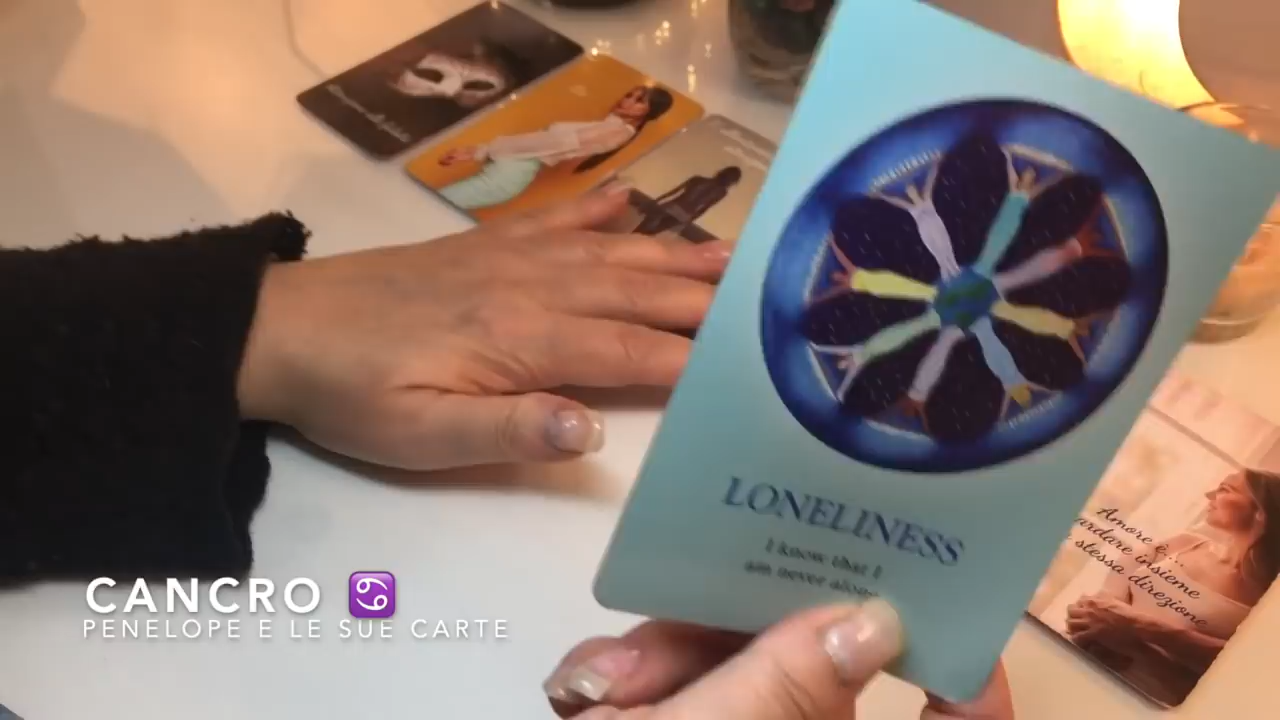 LONELINESS
I know that I
am never alone
Amore è ...
guardare insieme
stessa direzione
CANCRO ♋
PENELOPE E LE SUE CARTE